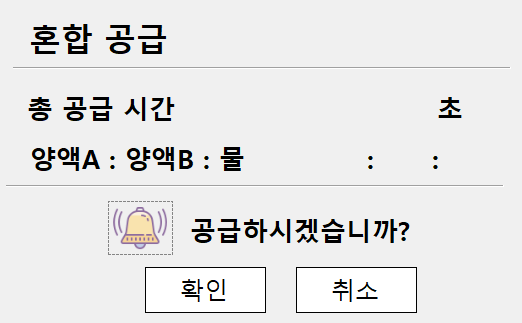 혼합 공급
총 공급 시간 초
양액A : 양액B : 물 : :
공급하시겠습니까?
확인 취소